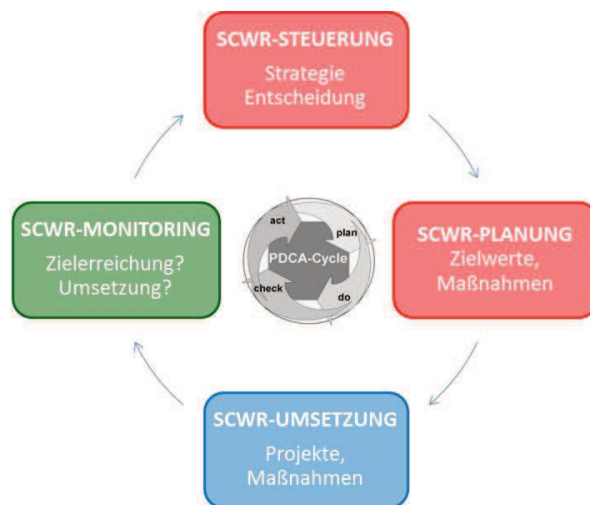 SCWR-STEUERUNG
Strategie
Entscheidung
SCWR-MONITORING
Zielerreichung?
Umsetzung?
act
plan
PDCA-Cycle
check
do
SCWR-PLANUNG
Zielwerte,
Maßnahmen
SCWR-UMSETZUNG
Projekte,
Maßnahmen